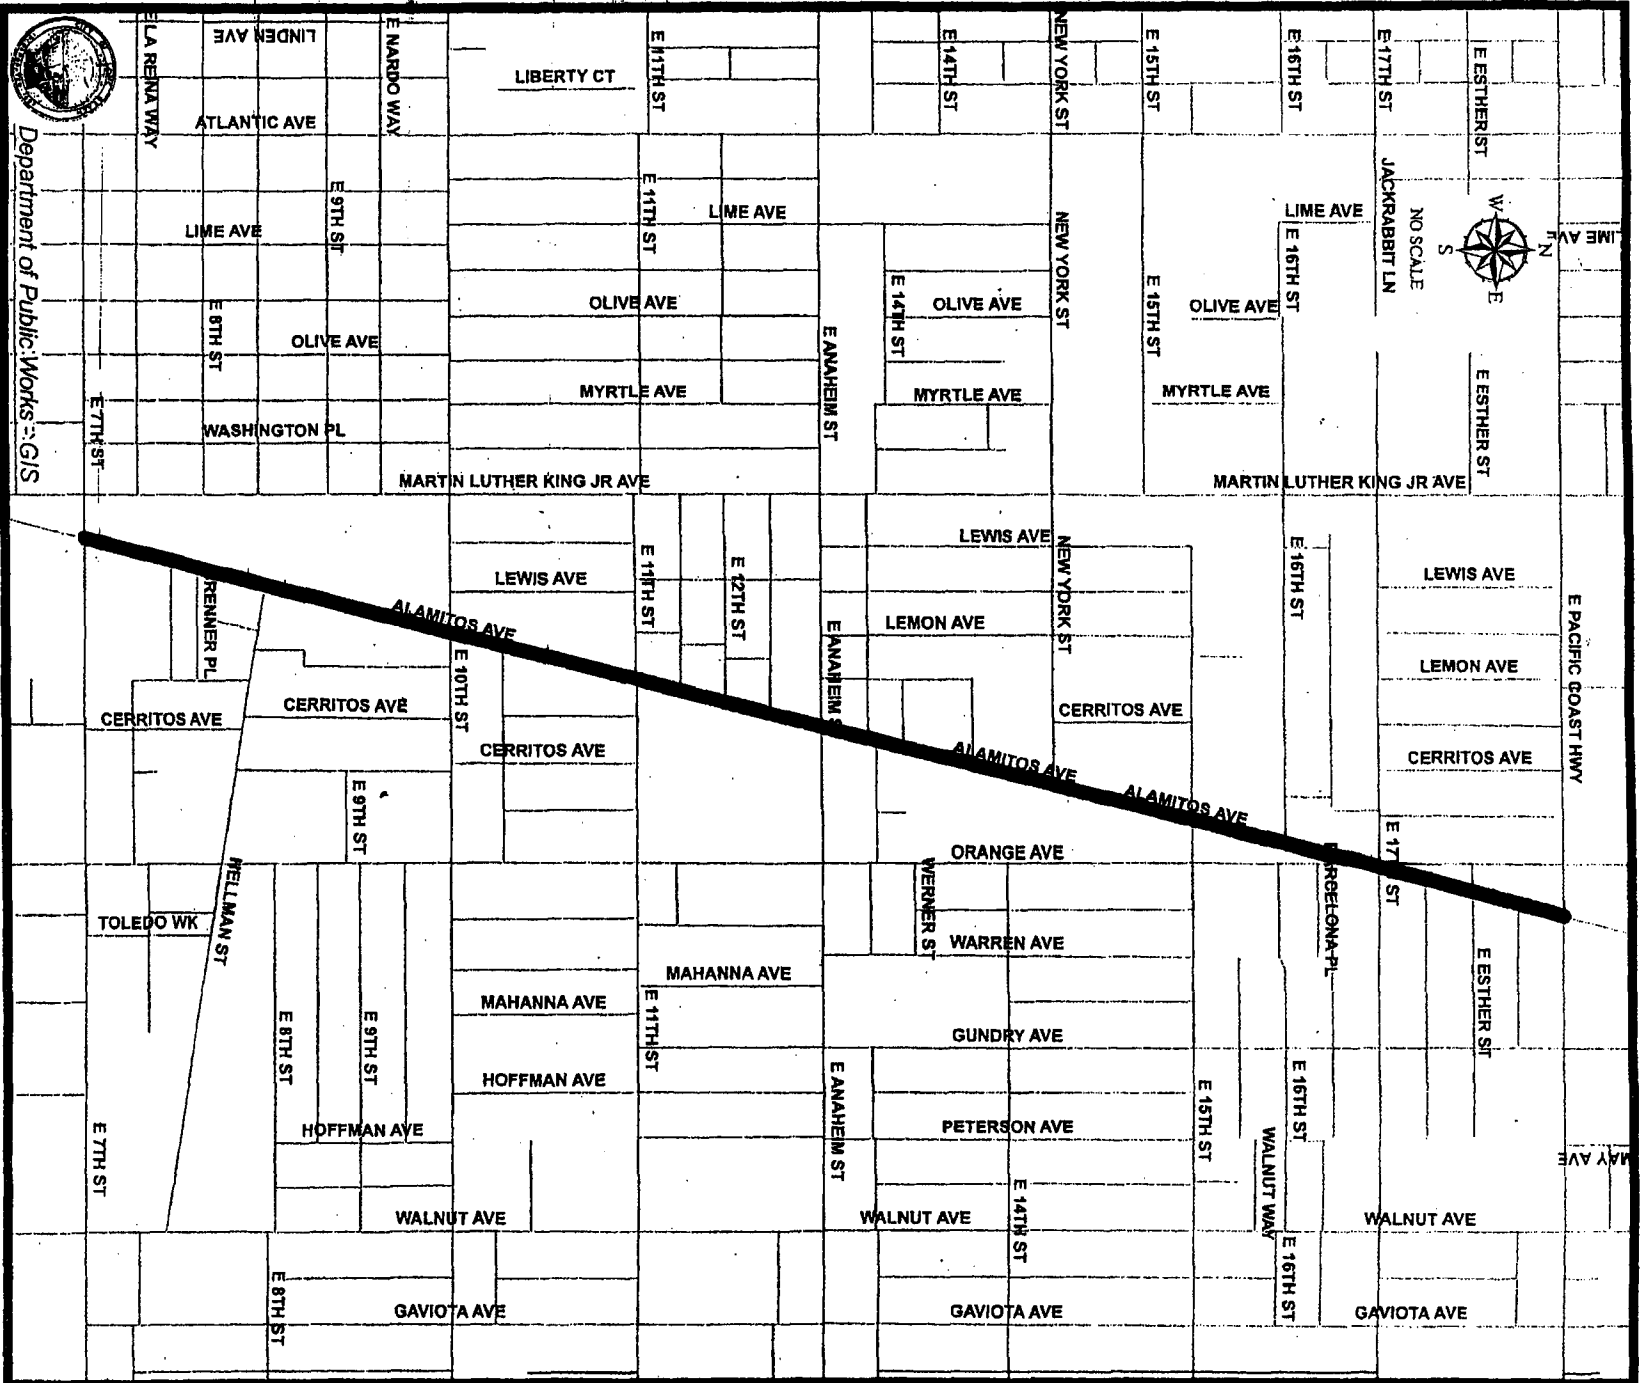 LINDEN AVE
E LA REINA WAY
E NARDO WAY
LIBERTY CT
E 11TH ST
E 14TH ST
NEW YORK ST
E 15TH ST
E 16TH ST
E 17TH ST
E ESTHER ST
ATLANTIC AVE
Department of Public Works - GIS
E 9TH ST
LIME AVE
E 11TH ST
LIME AVE
NEW YORK ST
LIME AVE
E 16TH ST
JACKRABBIT LN
NO SCALE
W
N
S
E
LIME AVE
E 8TH ST
OLIVE AVE
OLIVE AVE
E 14TH ST
OLIVE AVE
E 15TH ST
OLIVE AVE
E ANAHEIM ST
MYRTLE AVE
MYRTLE AVE
MYRTLE AVE
E ESTHER ST
E 7TH ST
WASHINGTON PL
MARTIN LUTHER KING JR AVE
MARTIN LUTHER KING JR AVE
LEWIS AVE
NEW YORK ST
E 16TH ST
E 11TH ST
E 12TH ST
LEWIS AVE
LEWIS AVE
RENNER PL
ALAMITOS AVE
E ANAHEIM S
LEMON AVE
LEMON AVE
E PACIFIC COAST HWY
E 10TH ST
CERRITOS AVE
CERRITOS AVE
CERRITOS AVE
CERRITOS AVE
CERRITOS AVE
ALAMITOS AVE
ALAMITOS AVE
E 9TH ST
ORANGE AVE
E 17 ST
HELLMAN ST
WERNER ST
BARCELONA PL
TOLEDO WK
WARREN AVE
MAHANNA AVE
MAHANNA AVE
E ESTHER ST
E 8TH ST
E 9TH ST
E 11TH ST
GUNDRY AVE
HOFFMAN AVE
E ANAHEIM ST
E 15TH ST
E 16TH ST
HOFFMAN AVE
PETERSON AVE
E 7TH ST
WALNUT WAY
MAY AVE
WALNUT AVE
WALNUT AVE
E 14TH ST
WALNUT AVE
E 8TH ST
E 16TH ST
GAVIOTA AVE
GAVIOTA AVE
GAVIOTA AVE